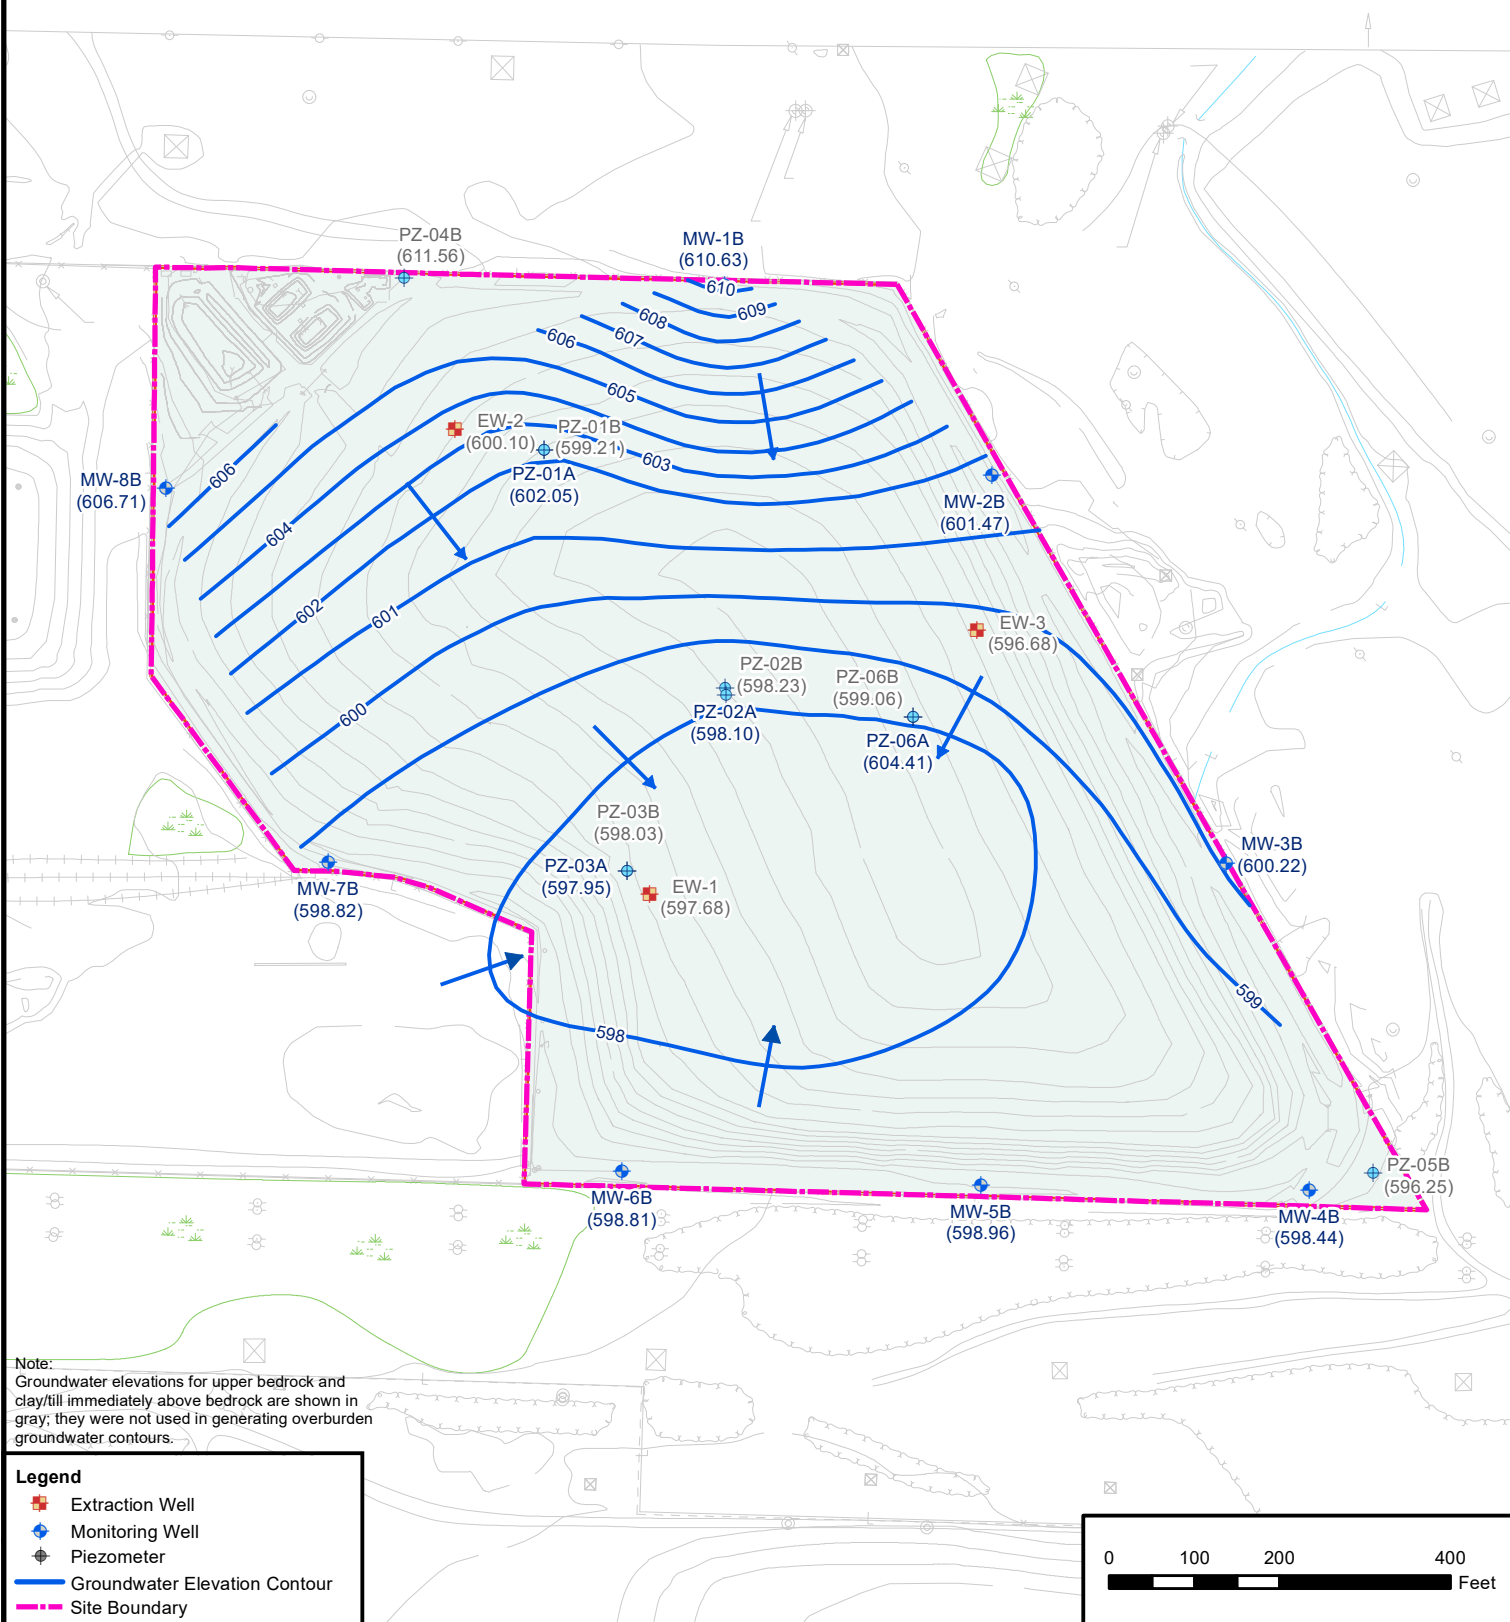 PZ-04B
(611.56)
MW-1B
(610.63)
610
609
608
607
606
605
EW-2
(600.10)
PZ-01B
(599.21)
603
PZ-01A
(602.05)
606
MW-8B
(606.71)
MW-2B
(601.47)
604
602
601
EW-3
(596.68)
PZ-02B
(598.23)
PZ-06B
(599.06)
600
PZ-02A
(598.10)
PZ-06A
(604.41)
PZ-03B
(598.03)
MW-3B
(600.22)
PZ-03A
(597.95)
EW-1
(597.68)
MW-7B
(598.82)
599
598
PZ-05B
(596.25)
MW-6B
(598.81)
MW-5B
(598.96)
MW-4B
(598.44)
Note:
Groundwater elevations for upper bedrock and
clay/till immediately above bedrock are shown in
gray; they were not used in generating overburden
groundwater contours.
Legend
Extraction Well
Monitoring Well
Piezometer
Groundwater Elevation Contour
Site Boundary
0 100 200 400
Feet